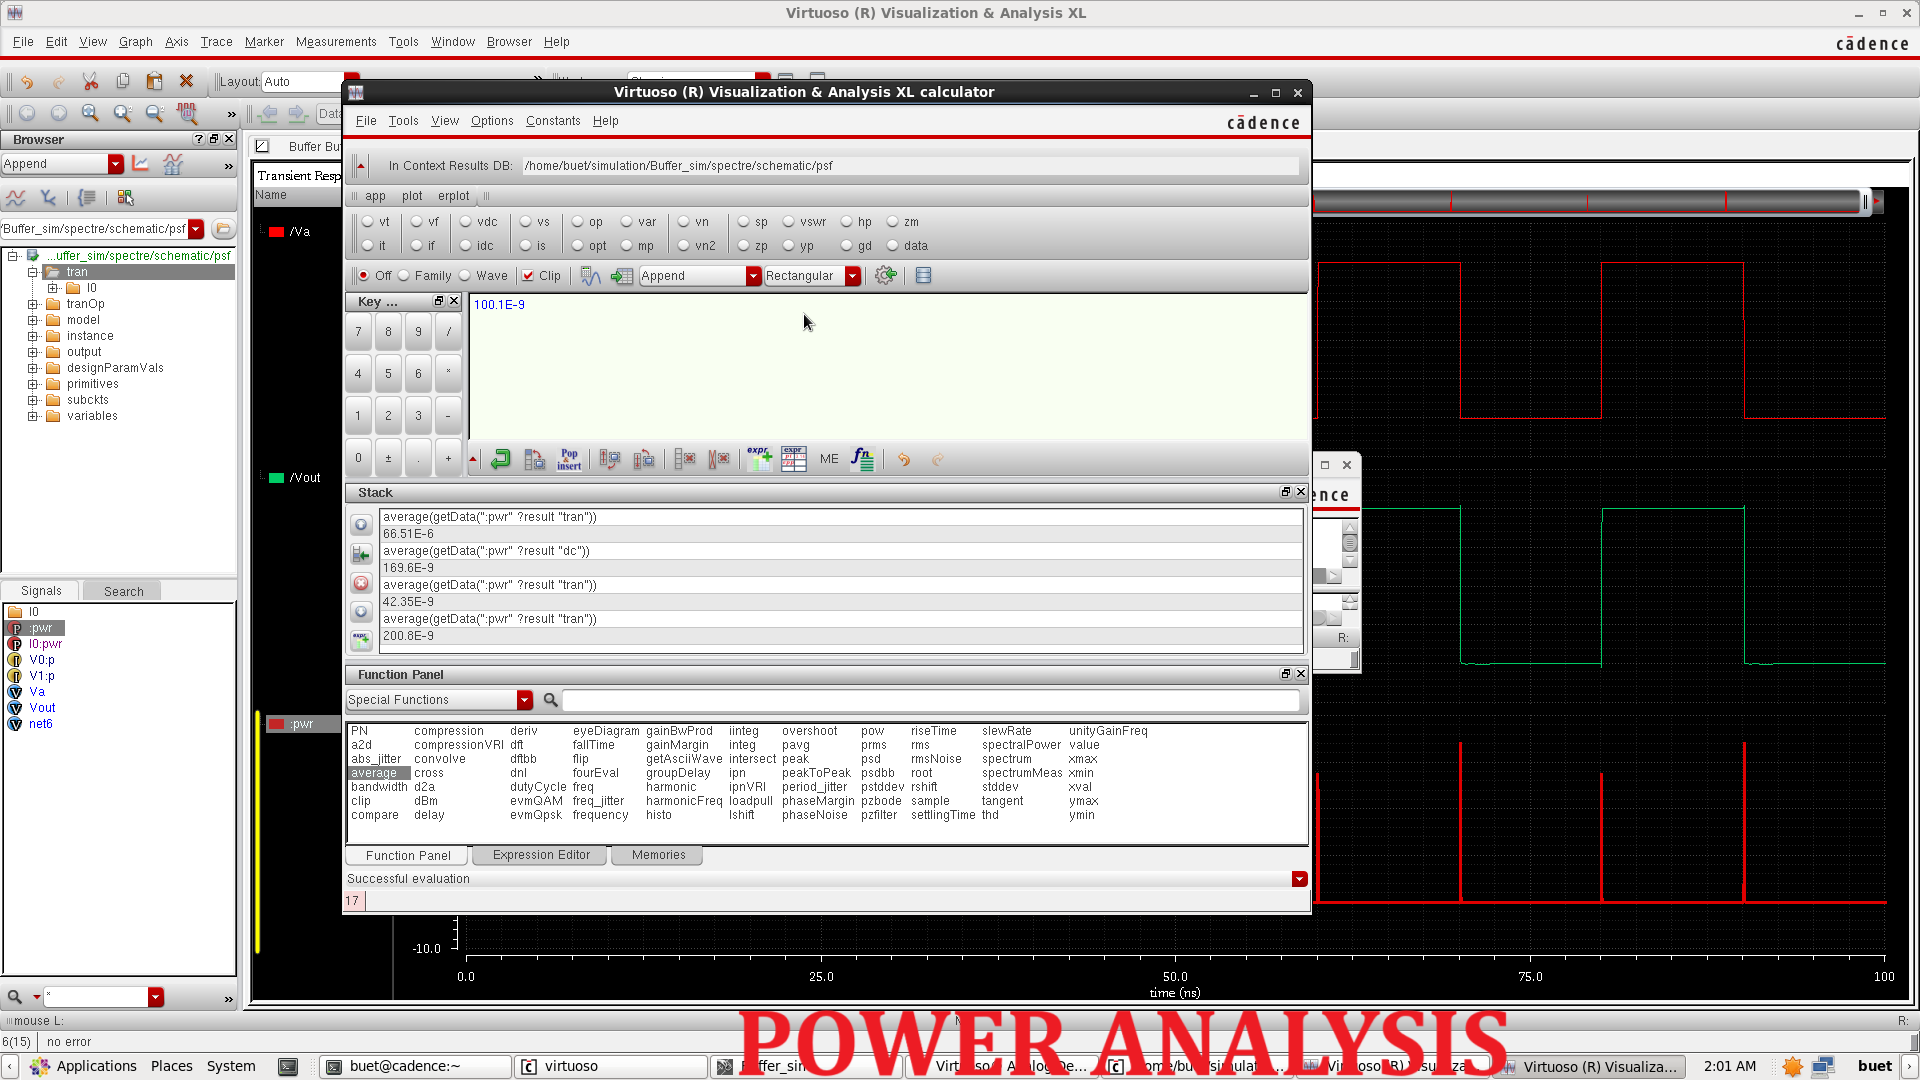 Virtuoso (R) Visualization & Analysis XL
File Edit View Graph Axis Trace Marker Measurements Tools Window Browser Help
cādence
Layout: Auto
Browser
Append
Buffer_sim/spectre/schematic/psf
...uffer_sim/spectre/schematic/psf
tran
I0
tranOp
model
instance
output
designParamVals
primitives
subckts
variables
Signals Search
I0
:pwr
I0:pwr
V0:p
V1:p
Va
Vout
net6
*
Buffer Bu
Transient Resp
Name
/Va
/Vout
:pwr
Virtuoso (R) Visualization & Analysis XL calculator
File Tools View Options Constants Help
cādence
In Context Results DB: /home/buet/simulation/Buffer_sim/spectre/schematic/psf
app plot erplot
vt vf vdc vs op var vn sp vswr hp zm
it if idc is opt mp vn2 zp yp gd data
Off Family Wave Clip Append Rectangular
Key ...
7 8 9 /
4 5 6 *
1 2 3 -
0 ± . +
100.1E-9
Pop & insert
expr
expr
ME
fn
Stack
average(getData(":pwr" ?result "tran"))
66.51E-6
average(getData(":pwr" ?result "dc"))
169.6E-9
average(getData(":pwr" ?result "tran"))
42.35E-9
average(getData(":pwr" ?result "tran"))
200.8E-9
Function Panel
Special Functions
PN compression deriv eyeDiagram gainBwProd iinteg overshoot pow riseTime slewRate unityGainFreq
a2d compressionVRI dft fallTime gainMargin integ pavg prms rms spectralPower value
abs_jitter convolve dftbb flip getAsciiWave intersect peak psd rmsNoise spectrum xmax
average cross dnl fourEval groupDelay ipn peakToPeak psdbb root spectrumMeas xmin
bandwidth d2a dutyCycle freq harmonic ipnVRI period_jitter pstddev rshift stddev xval
clip dBm evmQAM freq_jitter harmonicFreq loadpull phaseMargin pzbode sample tangent ymax
compare delay evmQpsk frequency histo lshift phaseNoise pzfilter settlingTime thd ymin
Function Panel Expression Editor Memories
Successful evaluation
17
ence
R:
-10.0
0.0 25.0 50.0 75.0 100
time (ns)
mouse L:
R:
6(15) no error
POWER ANALYSIS
Applications Places System buet@cadence:~ virtuoso Buffer_sim Virtuoso (R) Visualiza... 2:01 AM buet